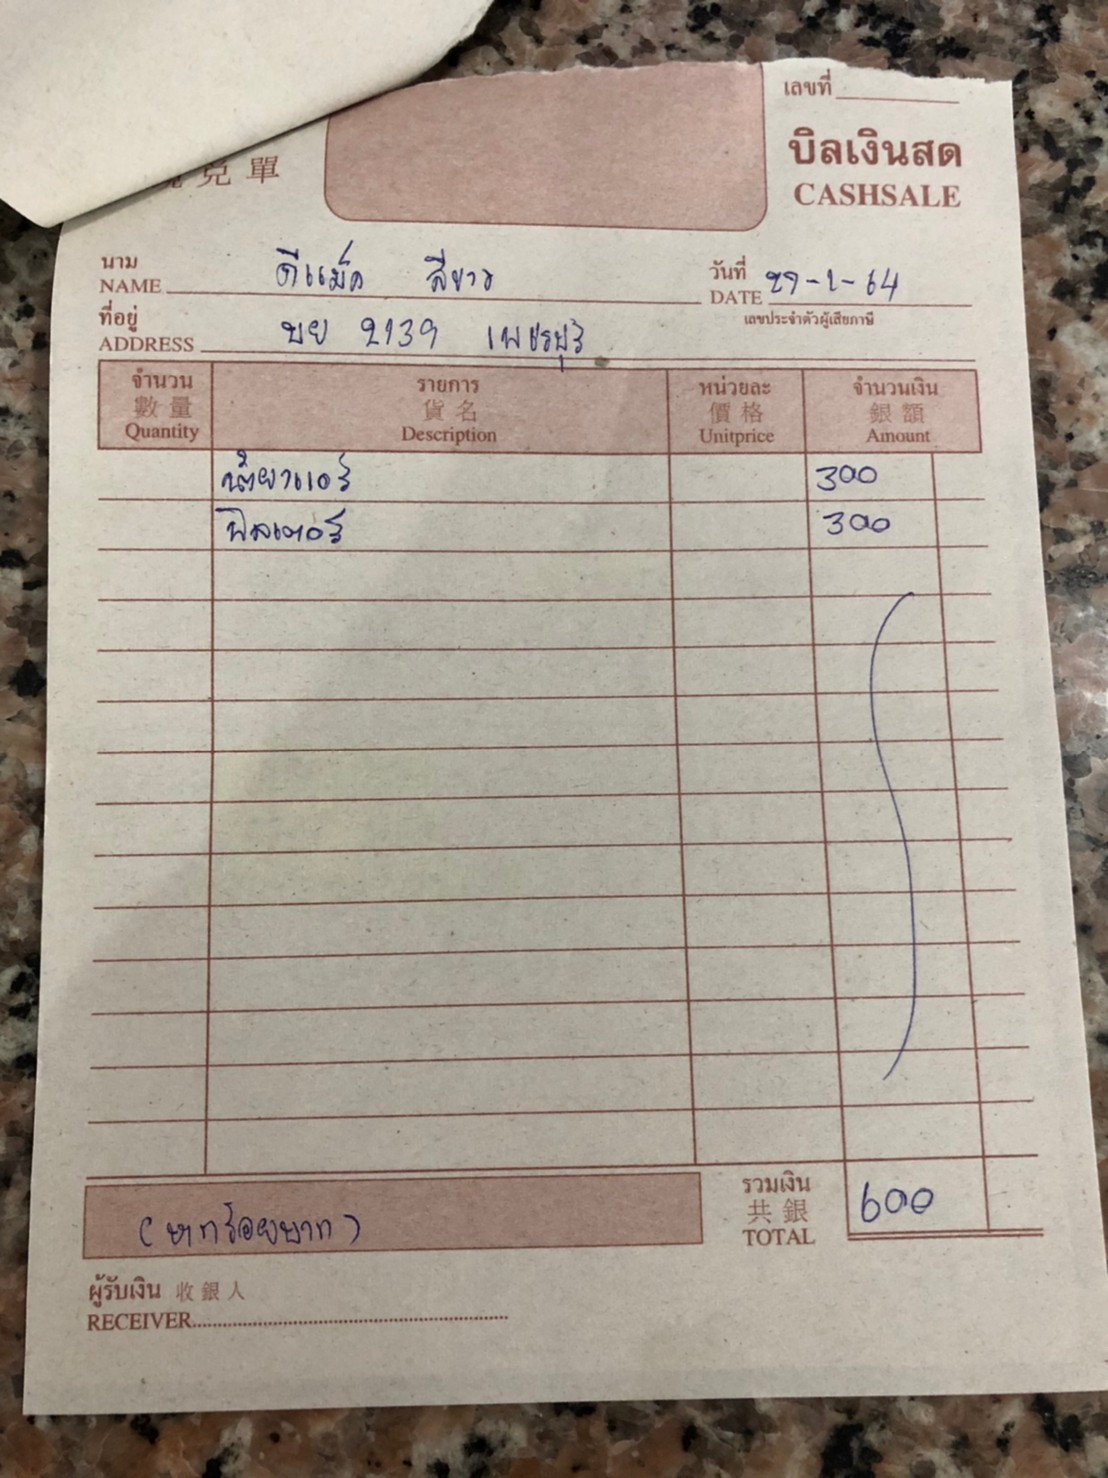 เลขที่
兌單
บิลเงินสด
CASHSALE
นาม
NAME ดีแม็ค สีขาว
วันที่
DATE 29-1-64
ที่อยู่
ADDRESS บย 2139 เพชรบุรี
เลขประจำตัวผู้เสียภาษี
จำนวน รายการ หน่วยละ จำนวนเงิน
數量 貨名 價格 銀額
Quantity Description Unitprice Amount
น้ำยาแอร์ 300
ฟิลเตอร์ 300
(หกร้อยบาท)
รวมเงิน
共銀
TOTAL 600
ผู้รับเงิน 收銀人
RECEIVER